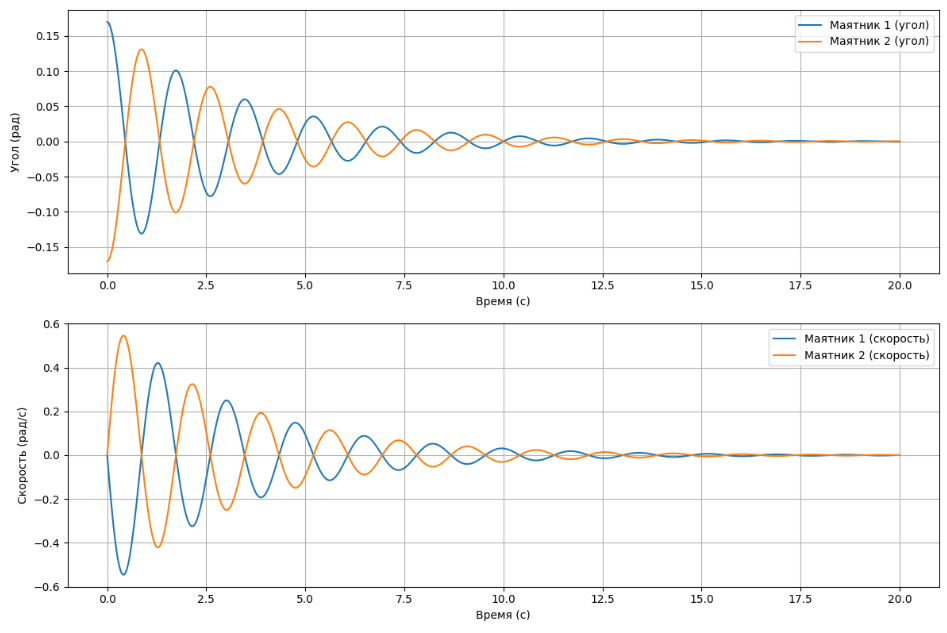 Маятник 1 (угол)
Маятник 2 (угол)
Угол (рад)
0.15
0.10
0.05
0.00
−0.05
−0.10
−0.15
0.0 2.5 5.0 7.5 10.0 12.5 15.0 17.5 20.0
Время (с)
Маятник 1 (скорость)
Маятник 2 (скорость)
Скорость (рад/с)
0.6
0.4
0.2
0.0
−0.2
−0.4
−0.6
0.0 2.5 5.0 7.5 10.0 12.5 15.0 17.5 20.0
Время (с)